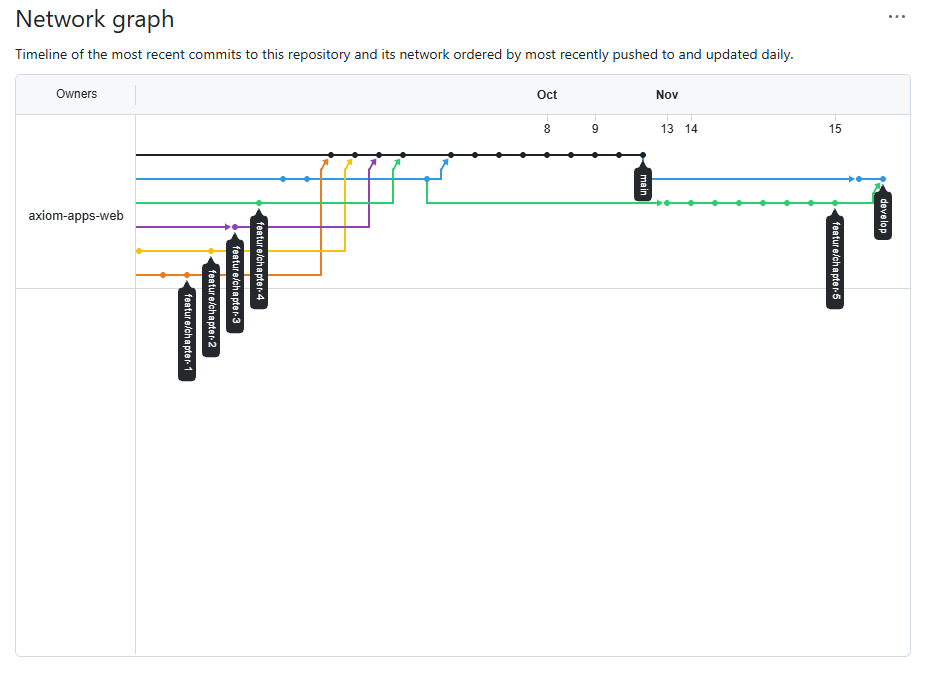 Network graph
Timeline of the most recent commits to this repository and its network ordered by most recently pushed to and updated daily.
Owners
Oct
Nov
8
9
13
14
15
axiom-apps-web
main
develop
feature/chapter-5
feature/chapter-4
feature/chapter-3
feature/chapter-2
feature/chapter-1